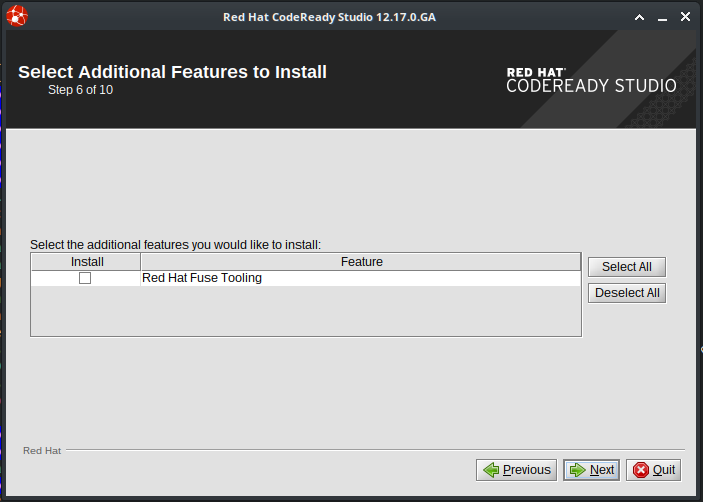 Red Hat CodeReady Studio 12.17.0.GA
Select Additional Features to Install
Step 6 of 10
RED HAT
CODEREADY STUDIO
Select the additional features you would like to install:
Install Feature
Red Hat Fuse Tooling
Select All
Deselect All
Red Hat
Previous Next Quit